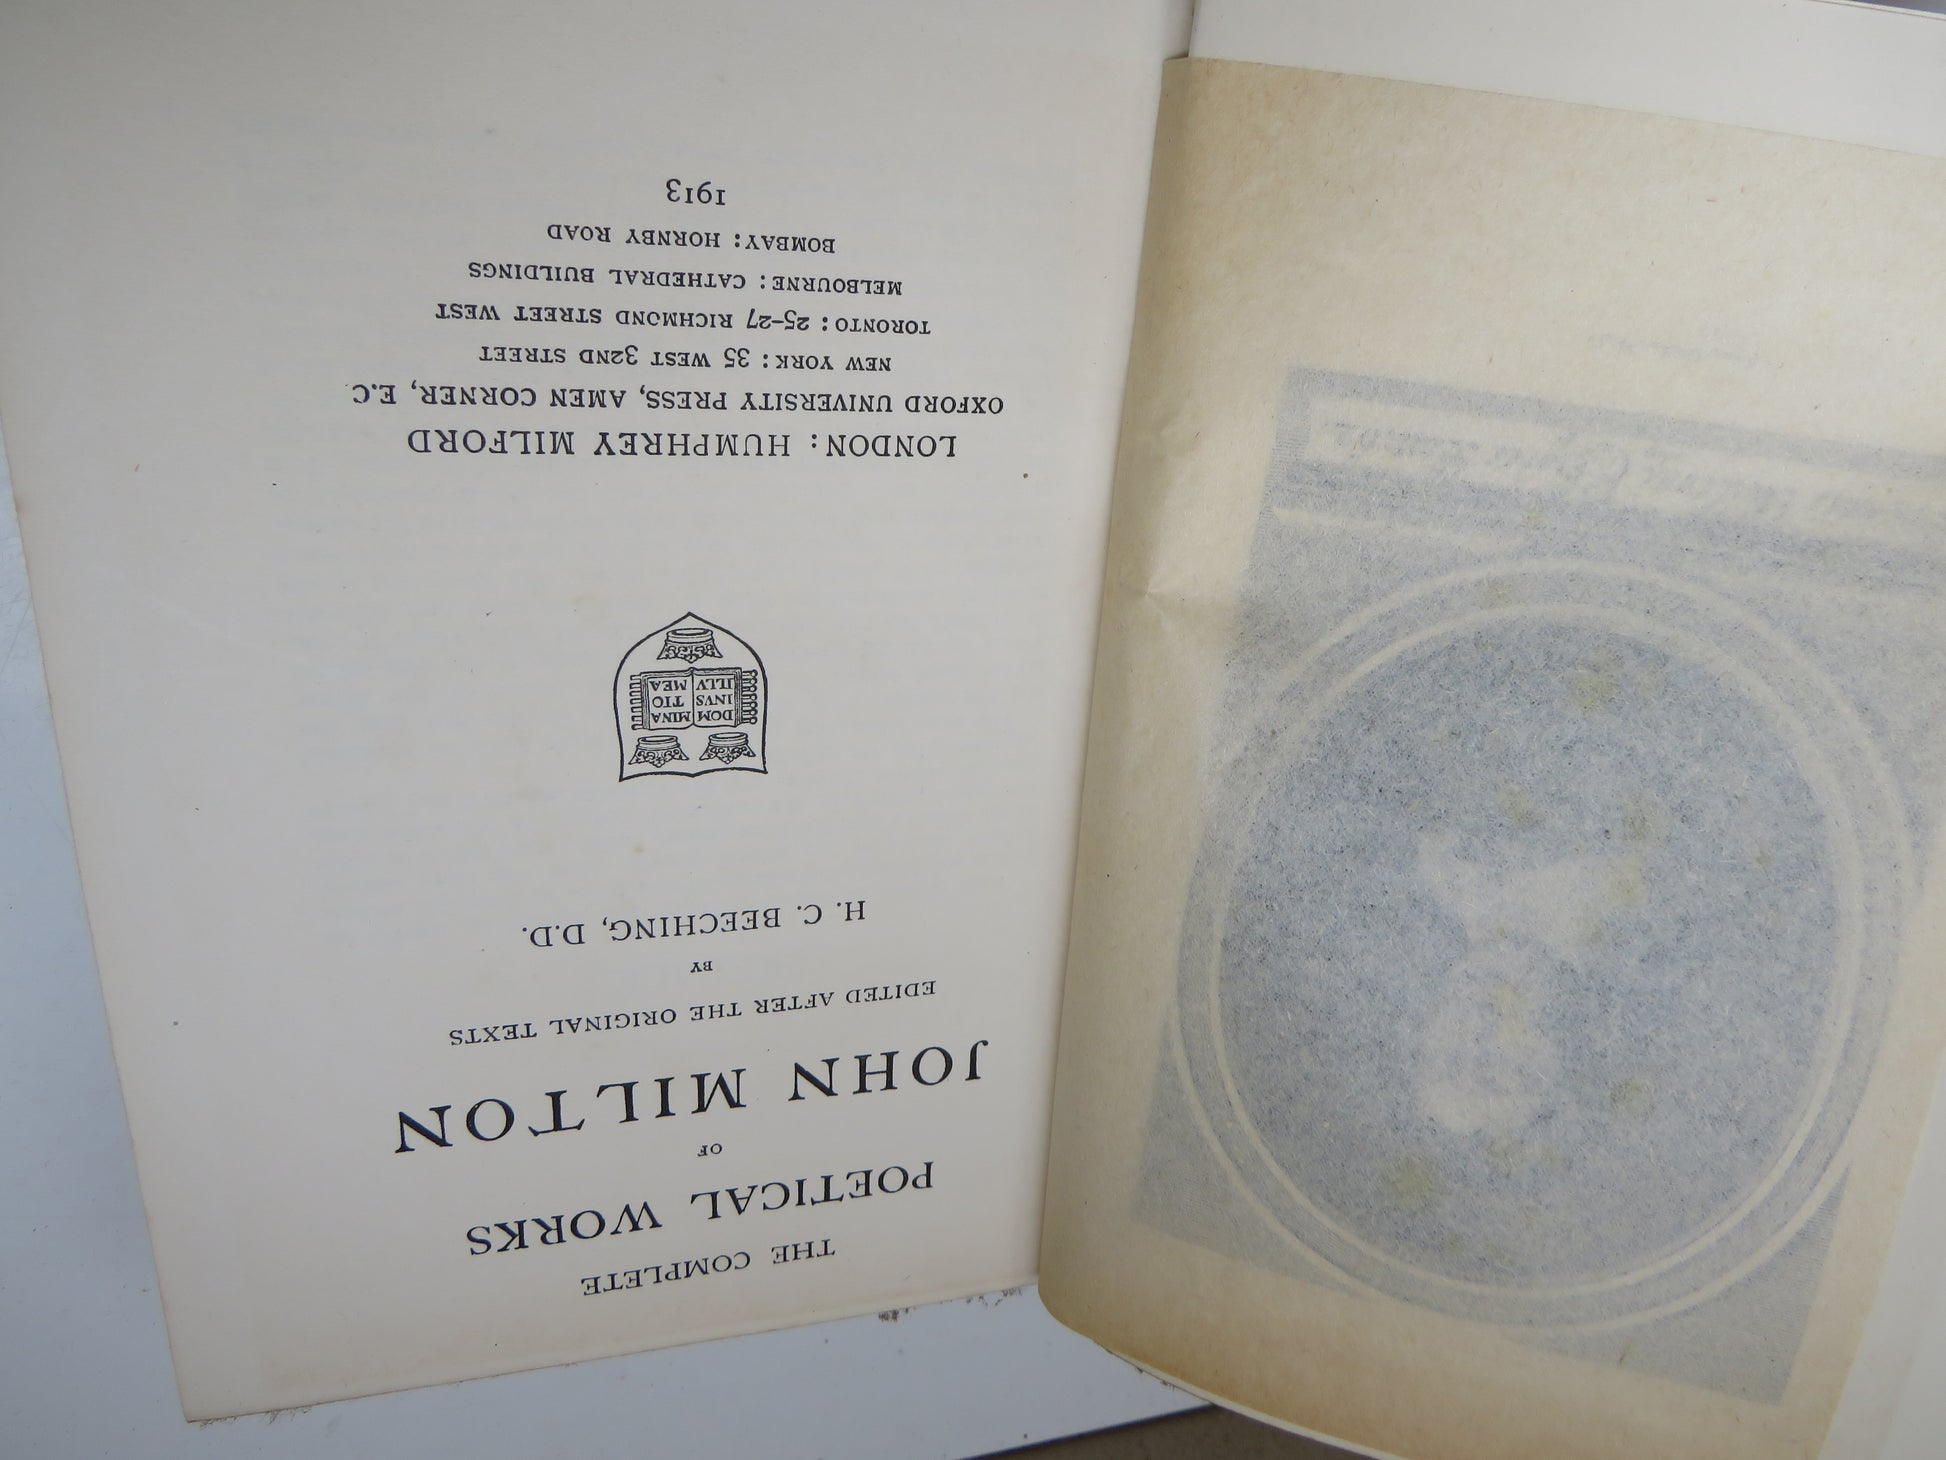 THE COMPLETE
POETICAL WORKS
OF
JOHN MILTON
EDITED AFTER THE ORIGINAL TEXTS
BY
H. C. BEECHING, D.D.
DOM MINA
INVS TIO
ILLV MEA
LONDON: HUMPHREY MILFORD
OXFORD UNIVERSITY PRESS, AMEN CORNER, E.C.
NEW YORK: 35 WEST 32ND STREET
TORONTO: 25–27 RICHMOND STREET WEST
MELBOURNE: CATHEDRAL BUILDINGS
BOMBAY: HORNBY ROAD
1913